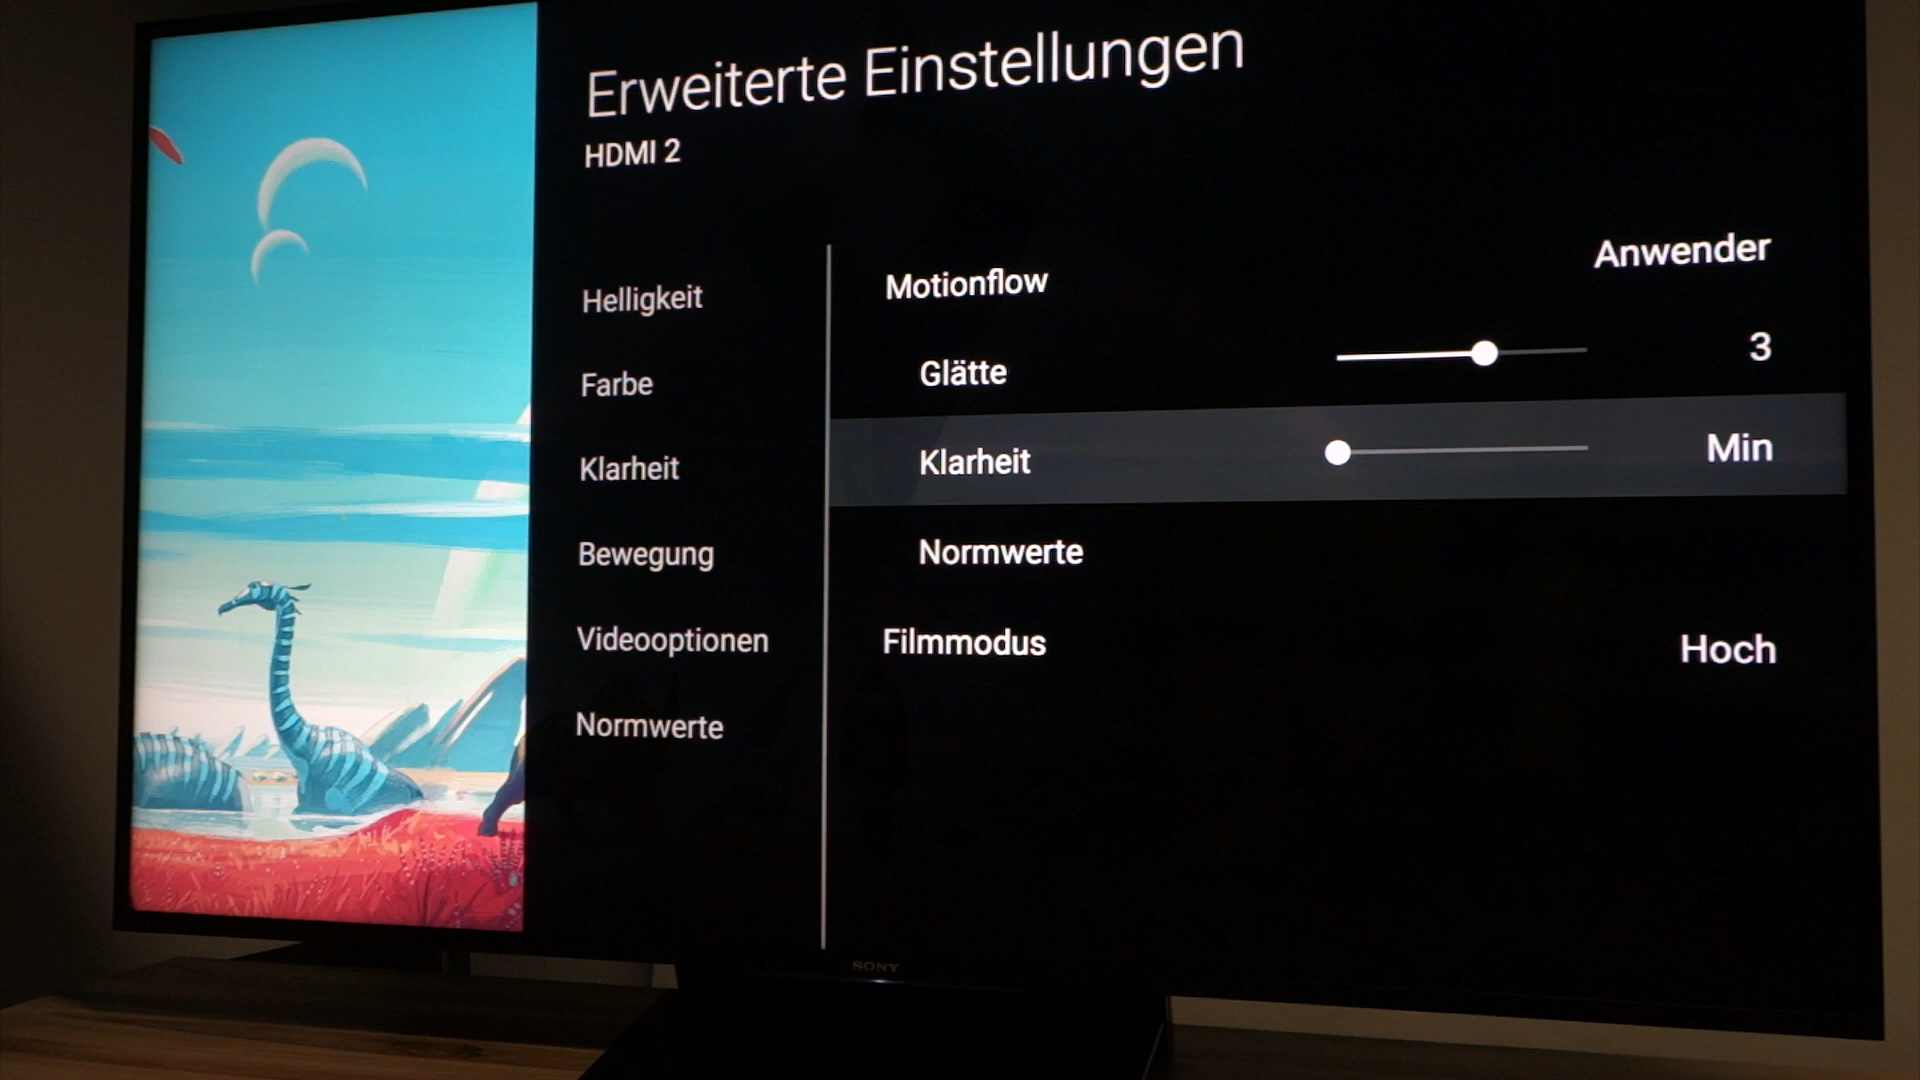 Erweiterte Einstellungen
HDMI 2
Helligkeit
Farbe
Klarheit
Bewegung
Videooptionen
Normwerte
Motionflow Anwender
Glätte 3
Klarheit Min
Normwerte
Filmmodus Hoch
SONY